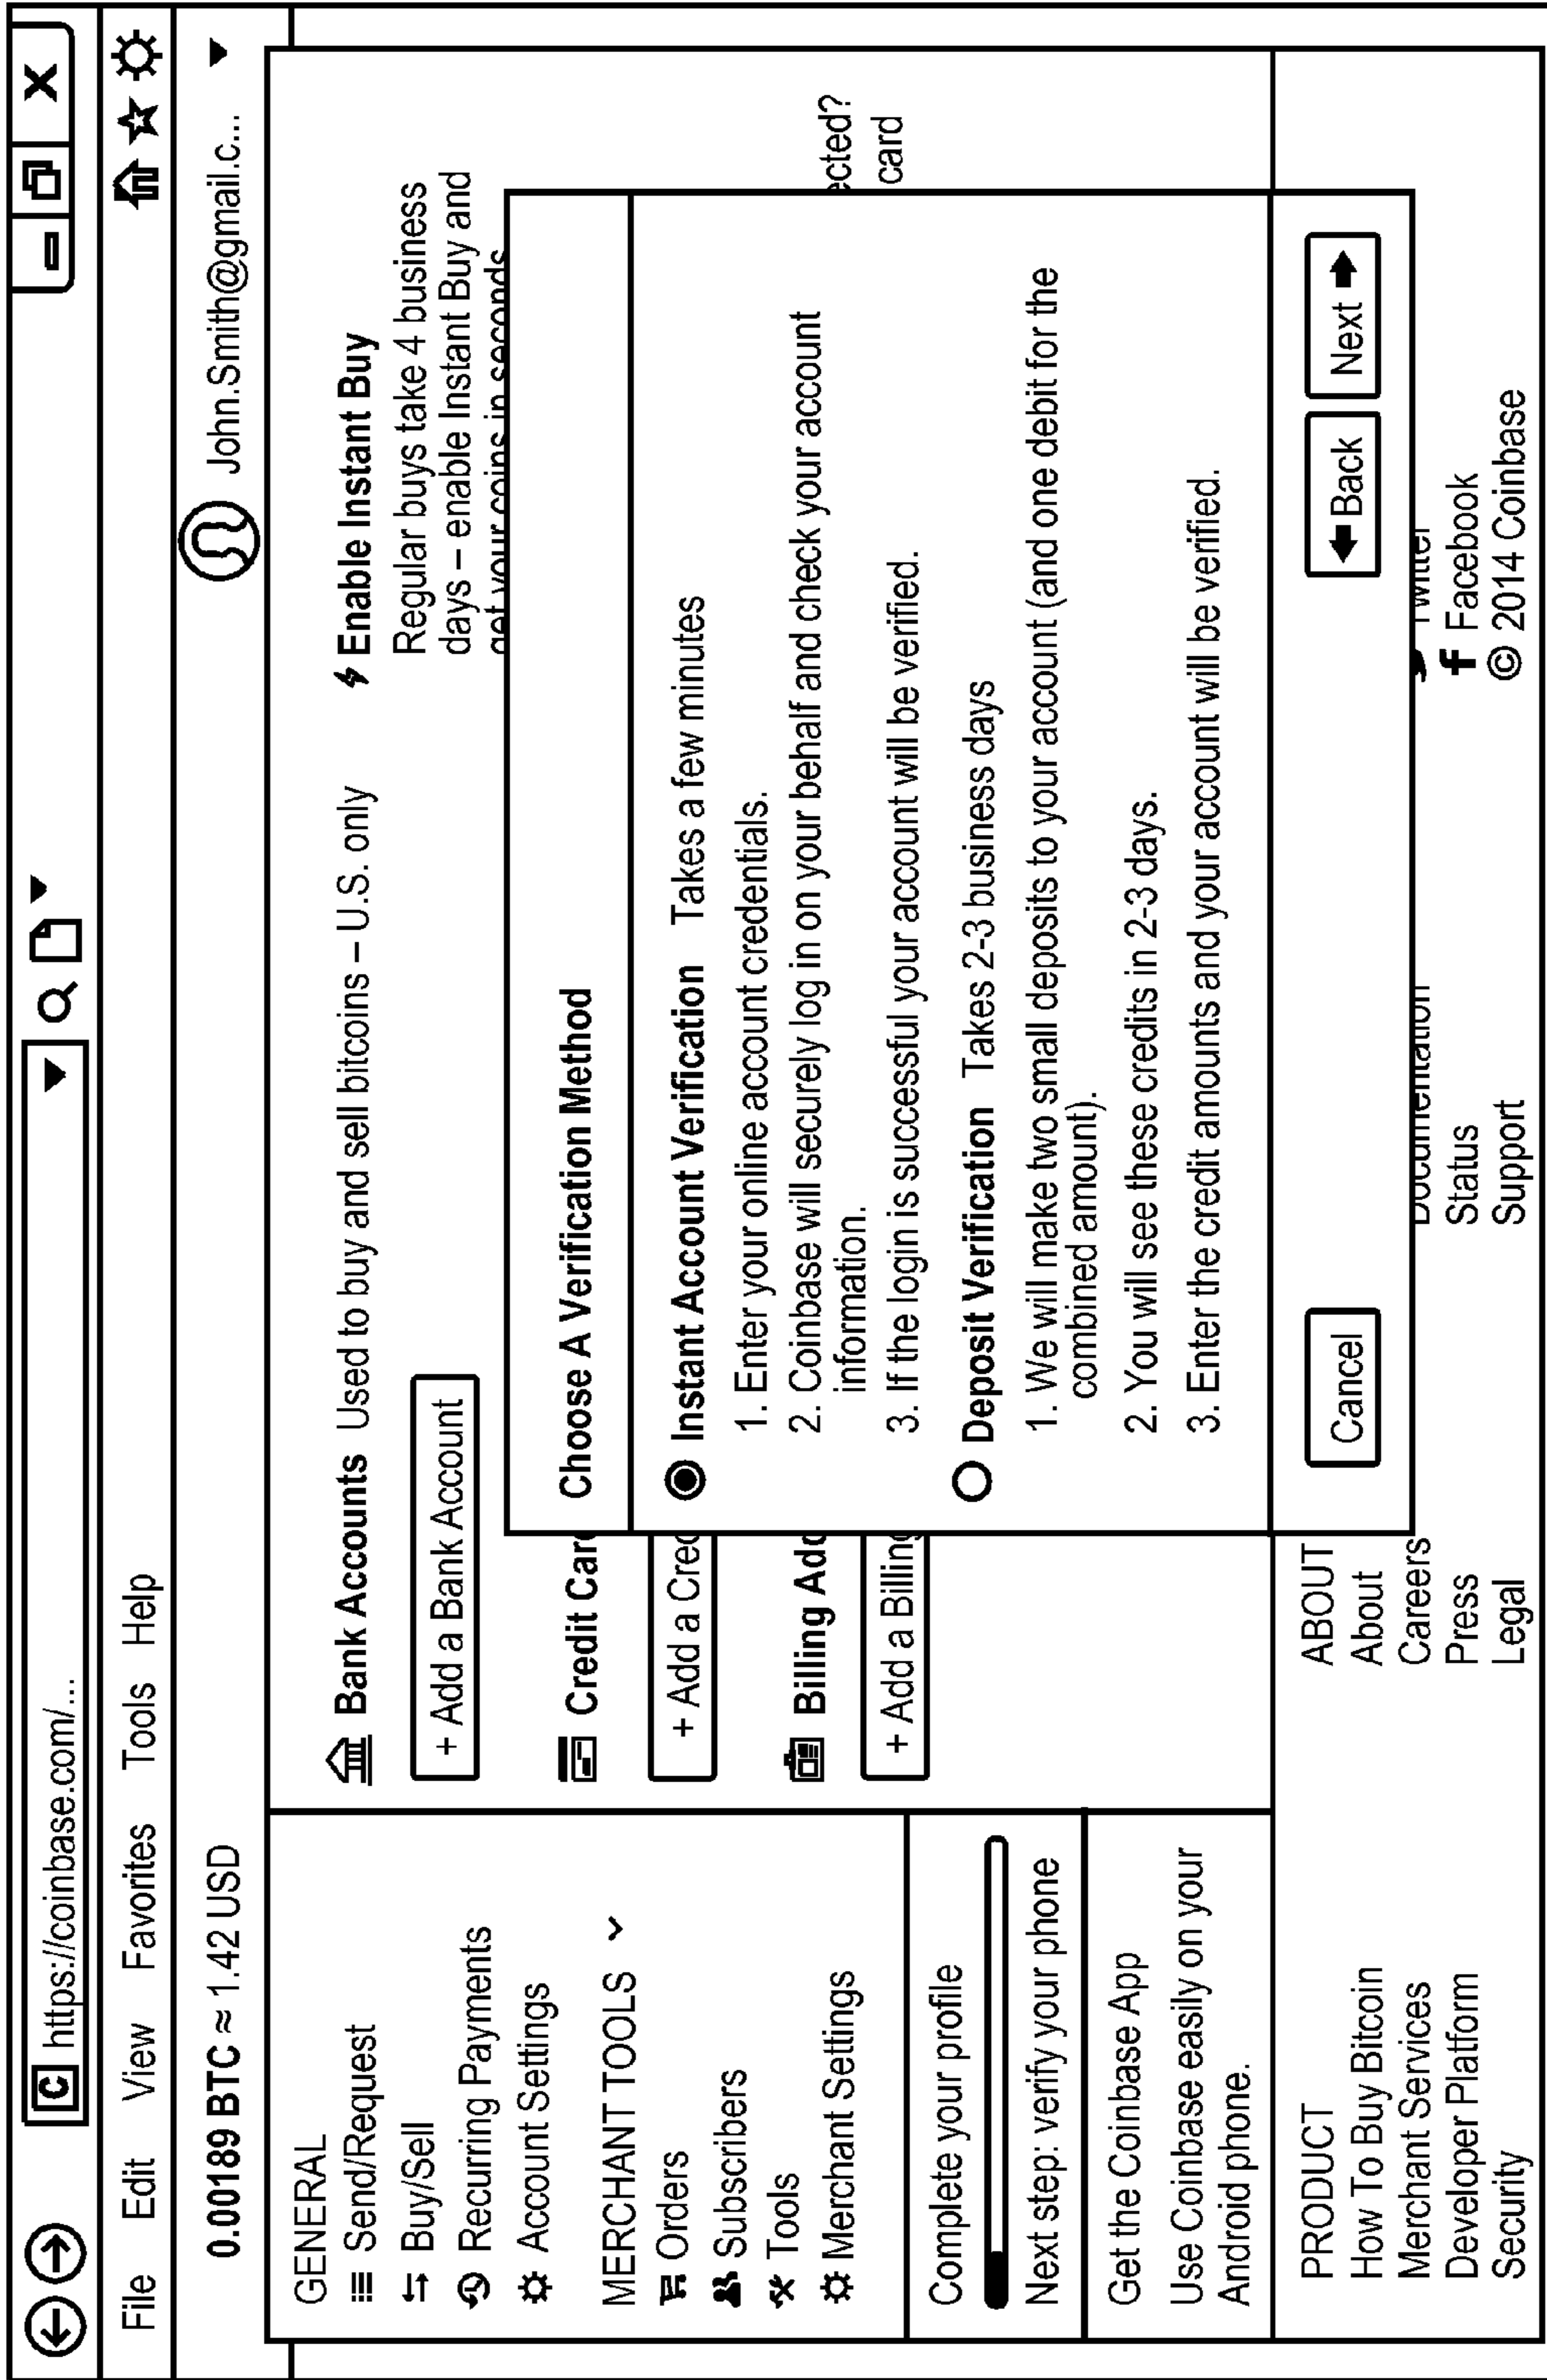 C https://coinbase.com/...
X
File Edit View Favorites Tools Help
0.00189 BTC ≈ 1.42 USD
John.Smith@gmail.c...
GENERAL
Send/Request
Buy/Sell
Recurring Payments
Account Settings
MERCHANT TOOLS
Orders
Subscribers
Tools
Merchant Settings
Complete your profile
Next step: verify your phone
Get the Coinbase App
Use Coinbase easily on your
Android phone.
Bank Accounts Used to buy and sell bitcoins – U.S. only
+ Add a Bank Account
Credit Car
+ Add a Cred
Billing Add
+ Add a Billing
Enable Instant Buy
Regular buys take 4 business
days – enable Instant Buy and
get your coins in seconds
ected?
card
Choose A Verification Method
Instant Account Verification Takes a few minutes
1. Enter your online account credentials.
2. Coinbase will securely log in on your behalf and check your account
information.
3. If the login is successful your account will be verified.
Deposit Verification Takes 2-3 business days
1. We will make two small deposits to your account (and one debit for the
combined amount).
2. You will see these credits in 2-3 days.
3. Enter the credit amounts and your account will be verified.
Cancel
Back
Next
PRODUCT
How To Buy Bitcoin
Merchant Services
Developer Platform
Security
ABOUT
About
Careers
Press
Legal
Documentation
Status
Support
Twitter
f Facebook
© 2014 Coinbase